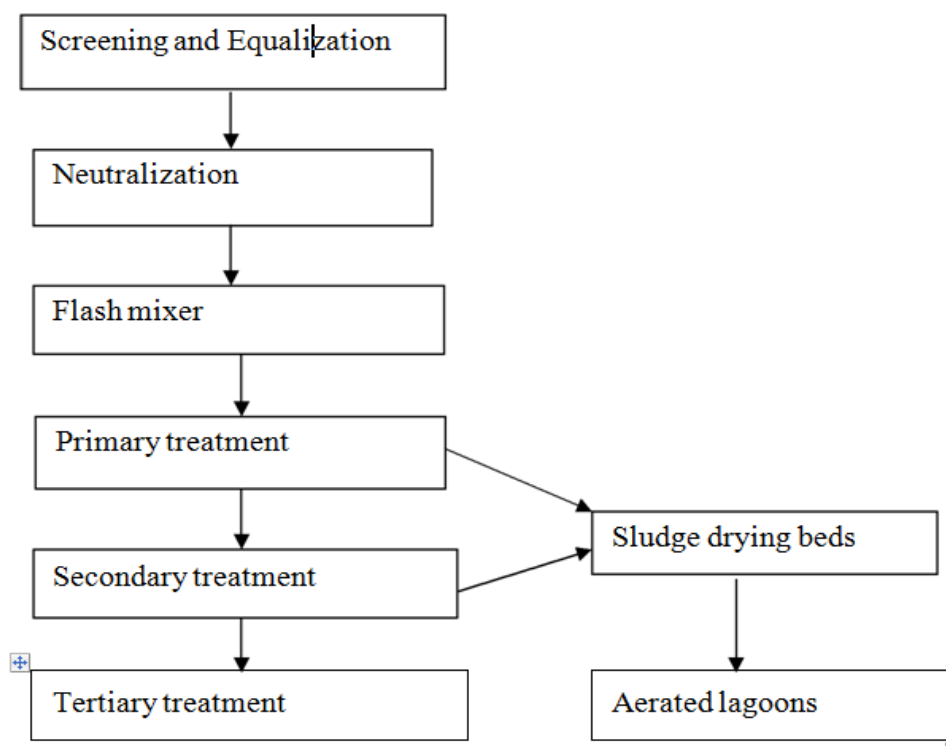 Screening and Equalization
Neutralization
Flash mixer
Primary treatment
Sludge drying beds
Secondary treatment
Tertiary treatment
Aerated lagoons